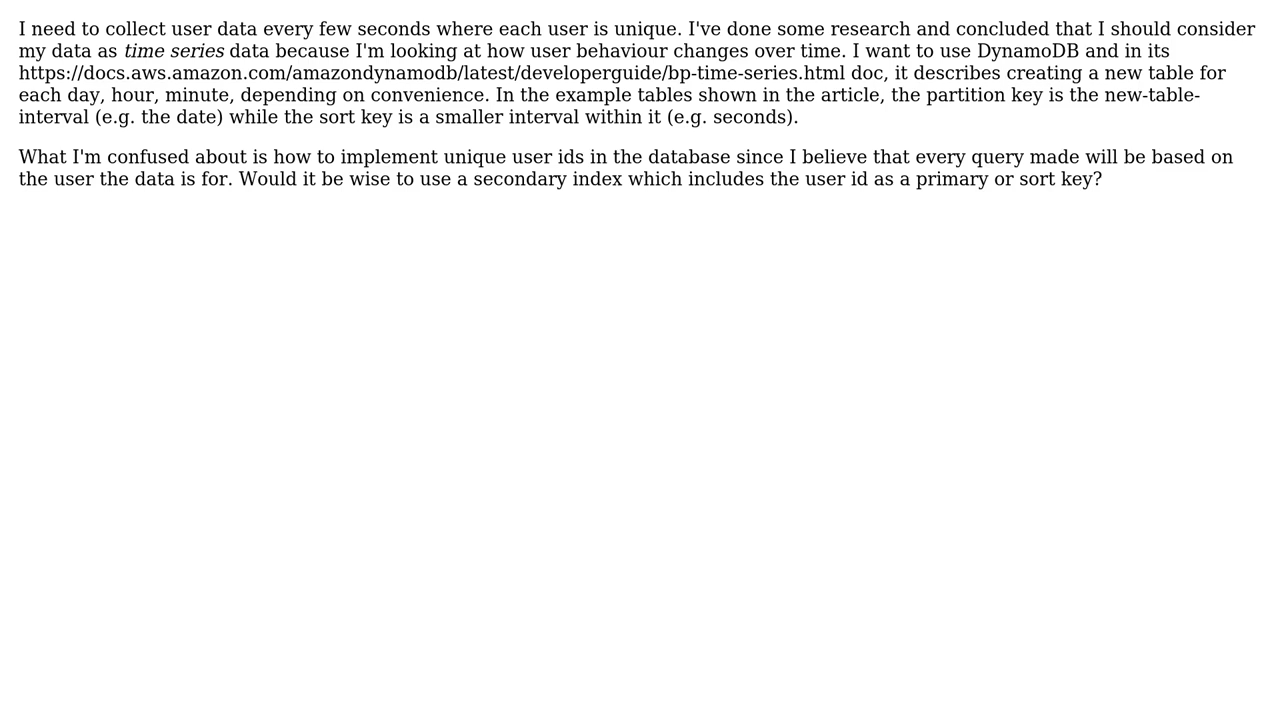 I need to collect user data every few seconds where each user is unique. I've done some research and concluded that I should consider
my data as time series data because I'm looking at how user behaviour changes over time. I want to use DynamoDB and in its
https://docs.aws.amazon.com/amazondynamodb/latest/developerguide/bp-time-series.html doc, it describes creating a new table for
each day, hour, minute, depending on convenience. In the example tables shown in the article, the partition key is the new-table-
interval (e.g. the date) while the sort key is a smaller interval within it (e.g. seconds).
What I'm confused about is how to implement unique user ids in the database since I believe that every query made will be based on
the user the data is for. Would it be wise to use a secondary index which includes the user id as a primary or sort key?